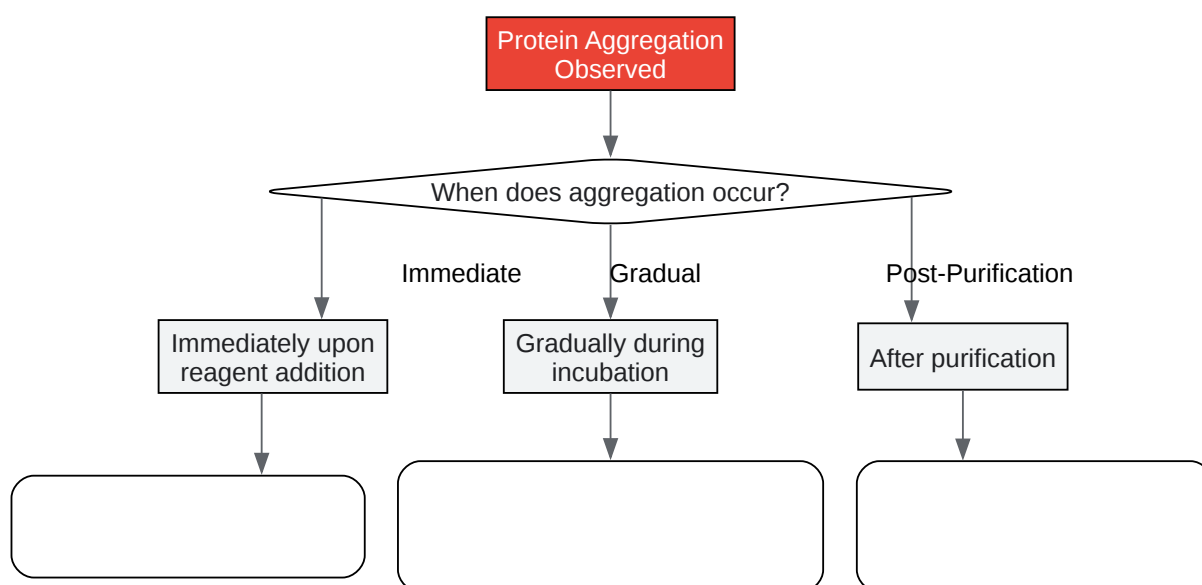 Protein Aggregation
Observed
When does aggregation occur?
Immediate
Gradual
Post-Purification
Immediately upon
reagent addition
Gradually during
incubation
After purification